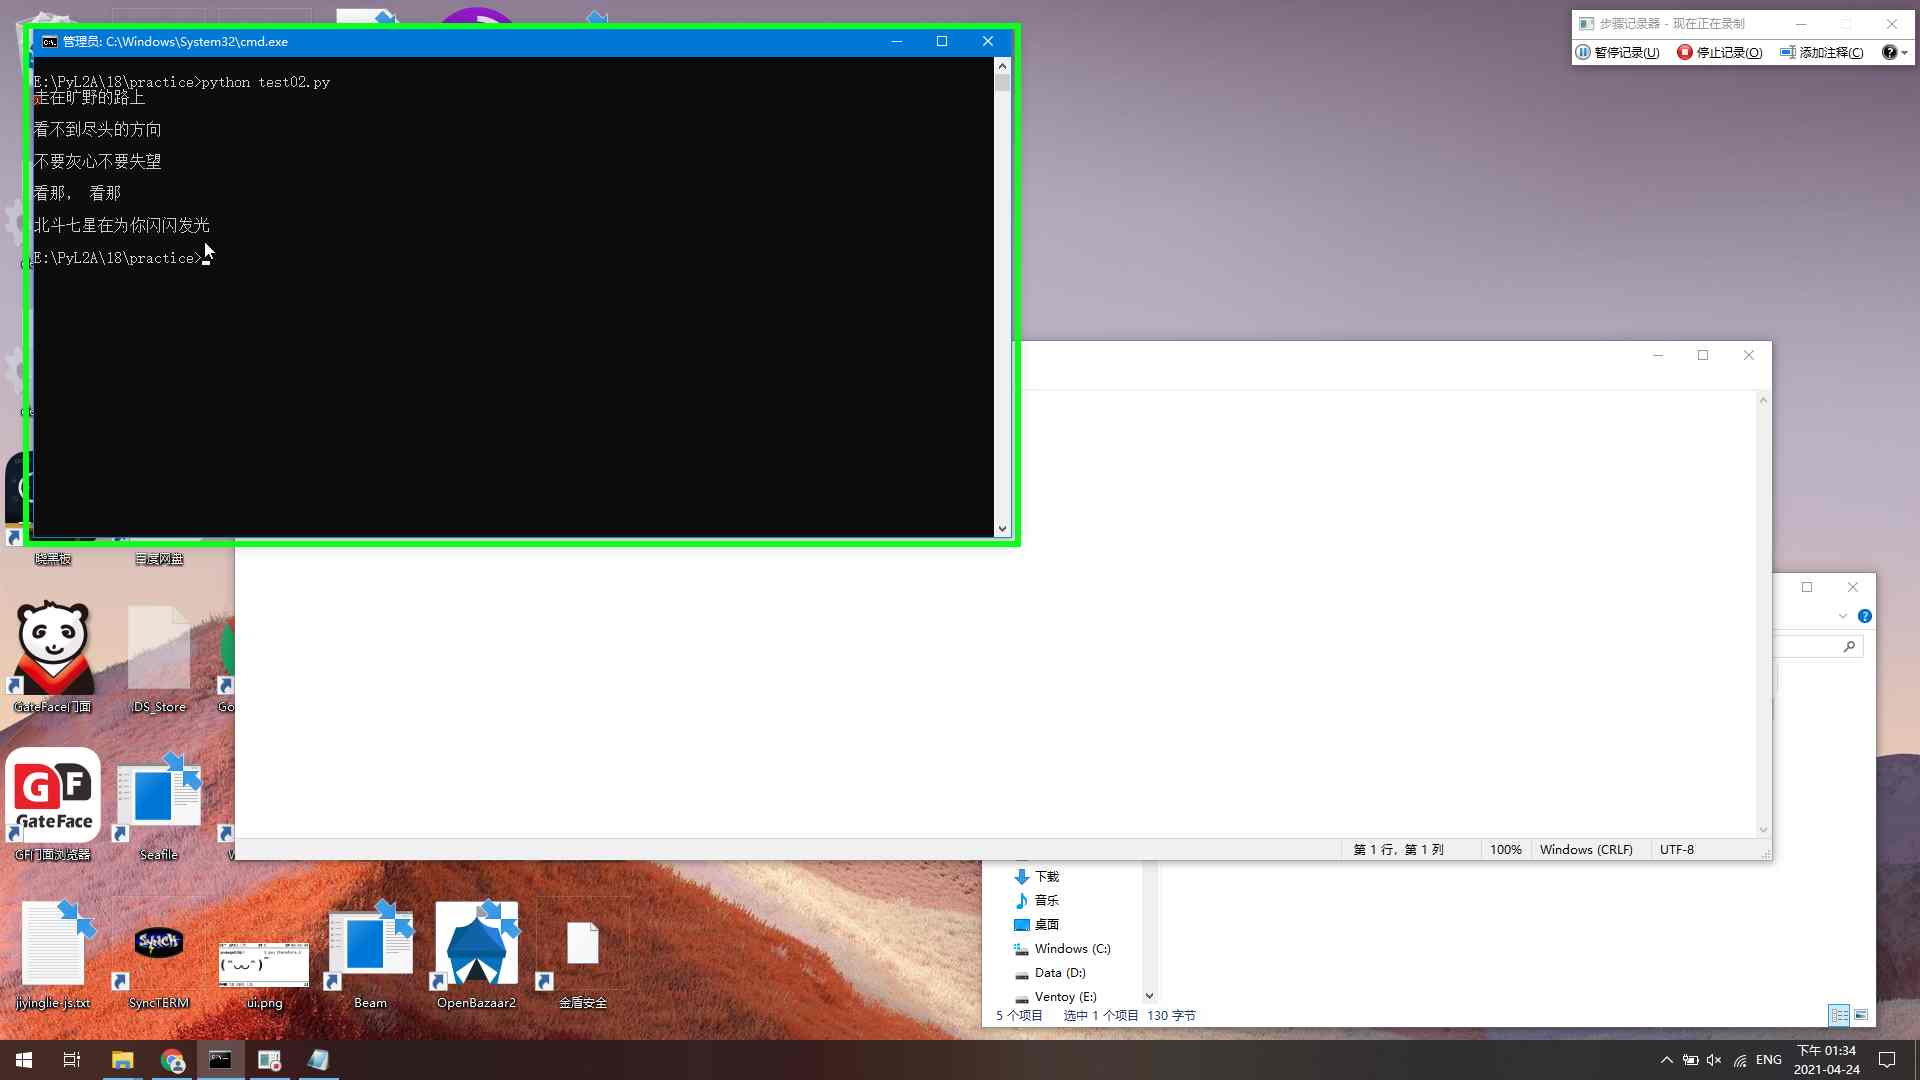 管理员: C:\Windows\System32\cmd.exe
E:\PyL2A\18\practice>python test02.py
走在旷野的路上
看不到尽头的方向
不要灰心不要失望
看那， 看那
北斗七星在为你闪闪发光
E:\PyL2A\18\practice>
步骤记录器 - 现在正在录制
暂停记录(U) 停止记录(O) 添加注释(C)
晓黑板 百度网盘
GateFace门面 .DS_Store Go
GF
GateFace
GF门面浏览器 Seafile W
第 1 行，第 1 列 100% Windows (CRLF) UTF-8
下载
音乐
桌面
Windows (C:)
Data (D:)
Ventoy (E:)
5 个项目 选中 1 个项目 130 字节
jiyinglie-js.txt SyncTERM ui.png Beam OpenBazaar2 金盾安全
ENG
下午 01:34
2021-04-24